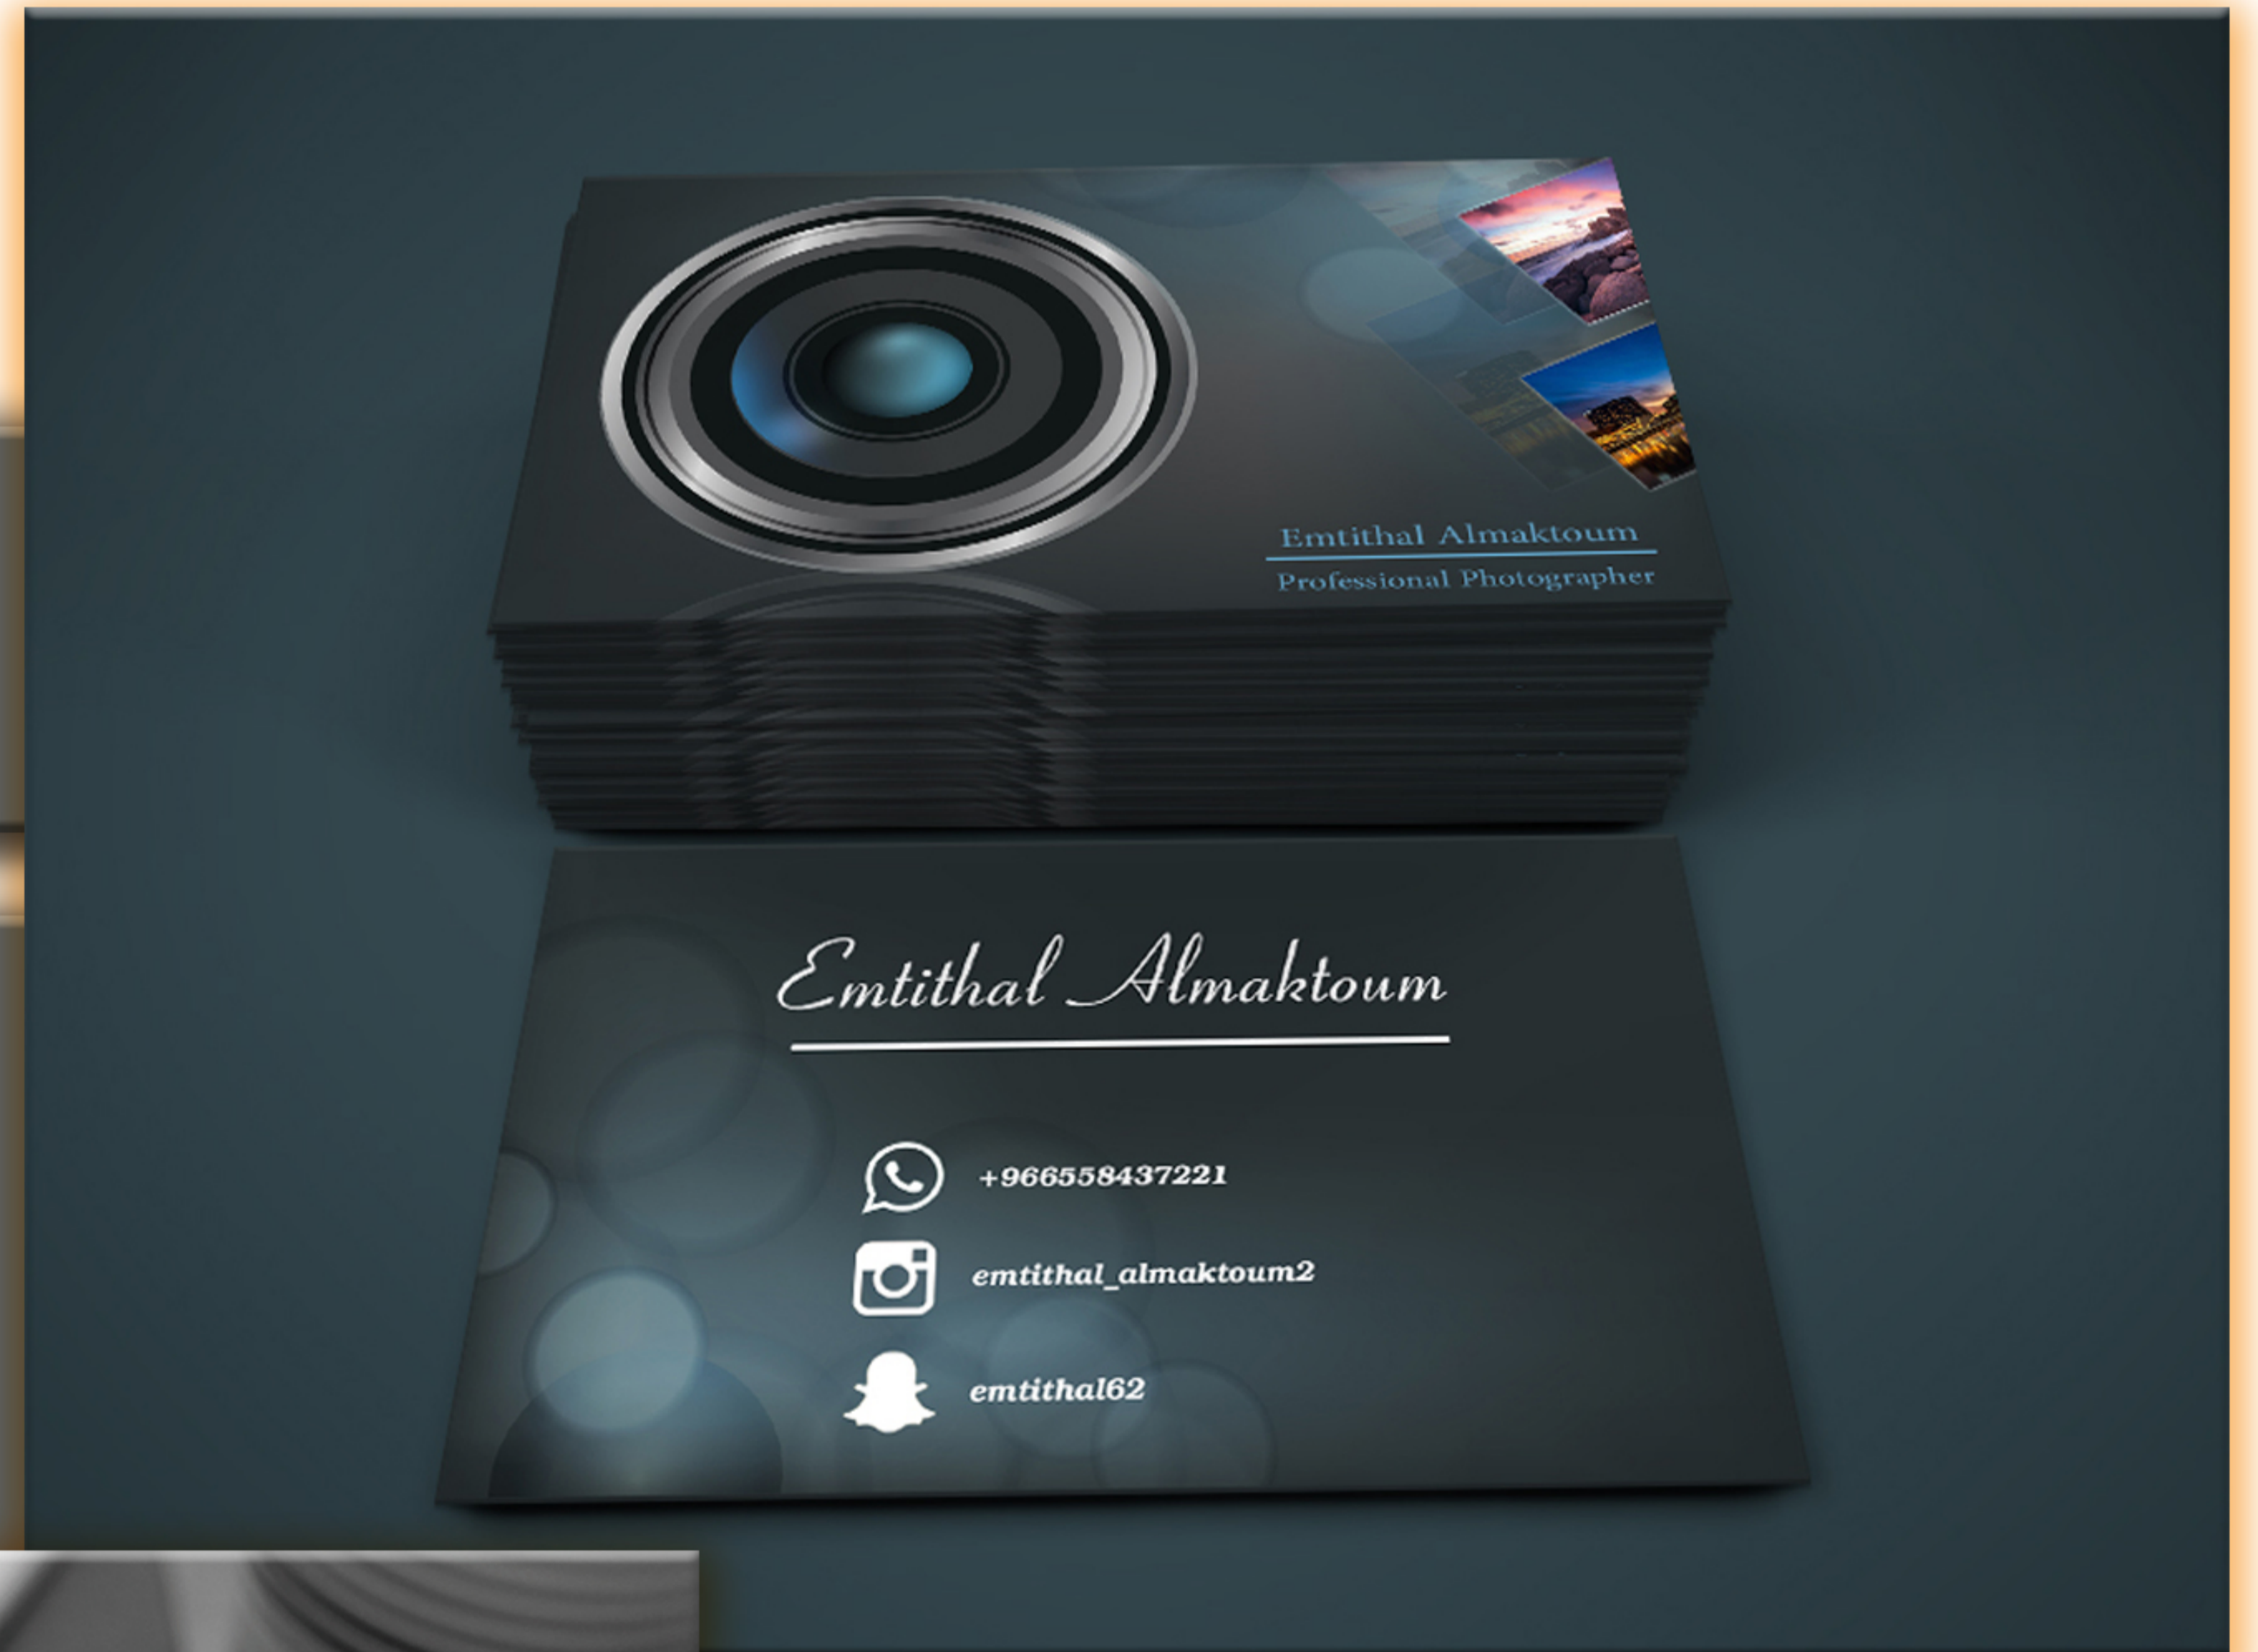 Emtithal Almaktoum
Professional Photographer
Emtithal Almaktoum
+966558437221
emtithal_almaktoum2
emtithal62